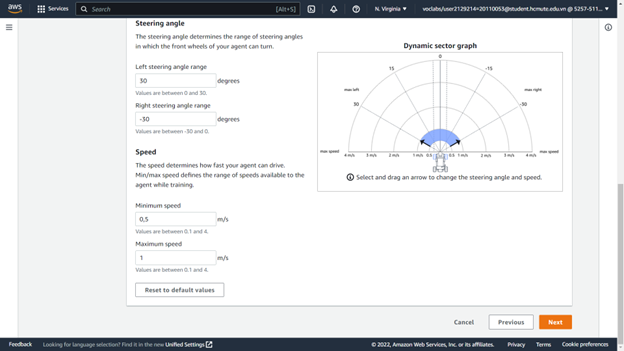 aws
Services
Search
[Alt+S]
N. Virginia
voclabs/user2129214=20110053@student.hcmute.edu.vn @ 5257-511...
Steering angle
The steering angle determines the range of steering angles
in which the front wheels of your agent can turn.
Left steering angle range
30
degrees
Values are between 0 and 30.
Right steering angle range
-30
degrees
Values are between -30 and 0.
Speed
The speed determines how fast your agent can drive.
Min/max speed defines the range of speeds available to the
agent while training.
Minimum speed
0,5
m/s
Values are between 0.1 and 4.
Maximum speed
1
m/s
Values are between 0.1 and 4.
Reset to default values
Dynamic sector graph
0
15
-15
max left
max right
30
-30
max speed
max speed
4 m/s 3 m/s 2 m/s 1 m/s 0.5 0.5 1 m/s 2 m/s 3 m/s 4 m/s
Select and drag an arrow to change the steering angle and speed.
Cancel
Previous
Next
Feedback
Looking for language selection? Find it in the new Unified Settings
© 2022, Amazon Web Services, Inc. or its affiliates.
Privacy
Terms
Cookie preferences